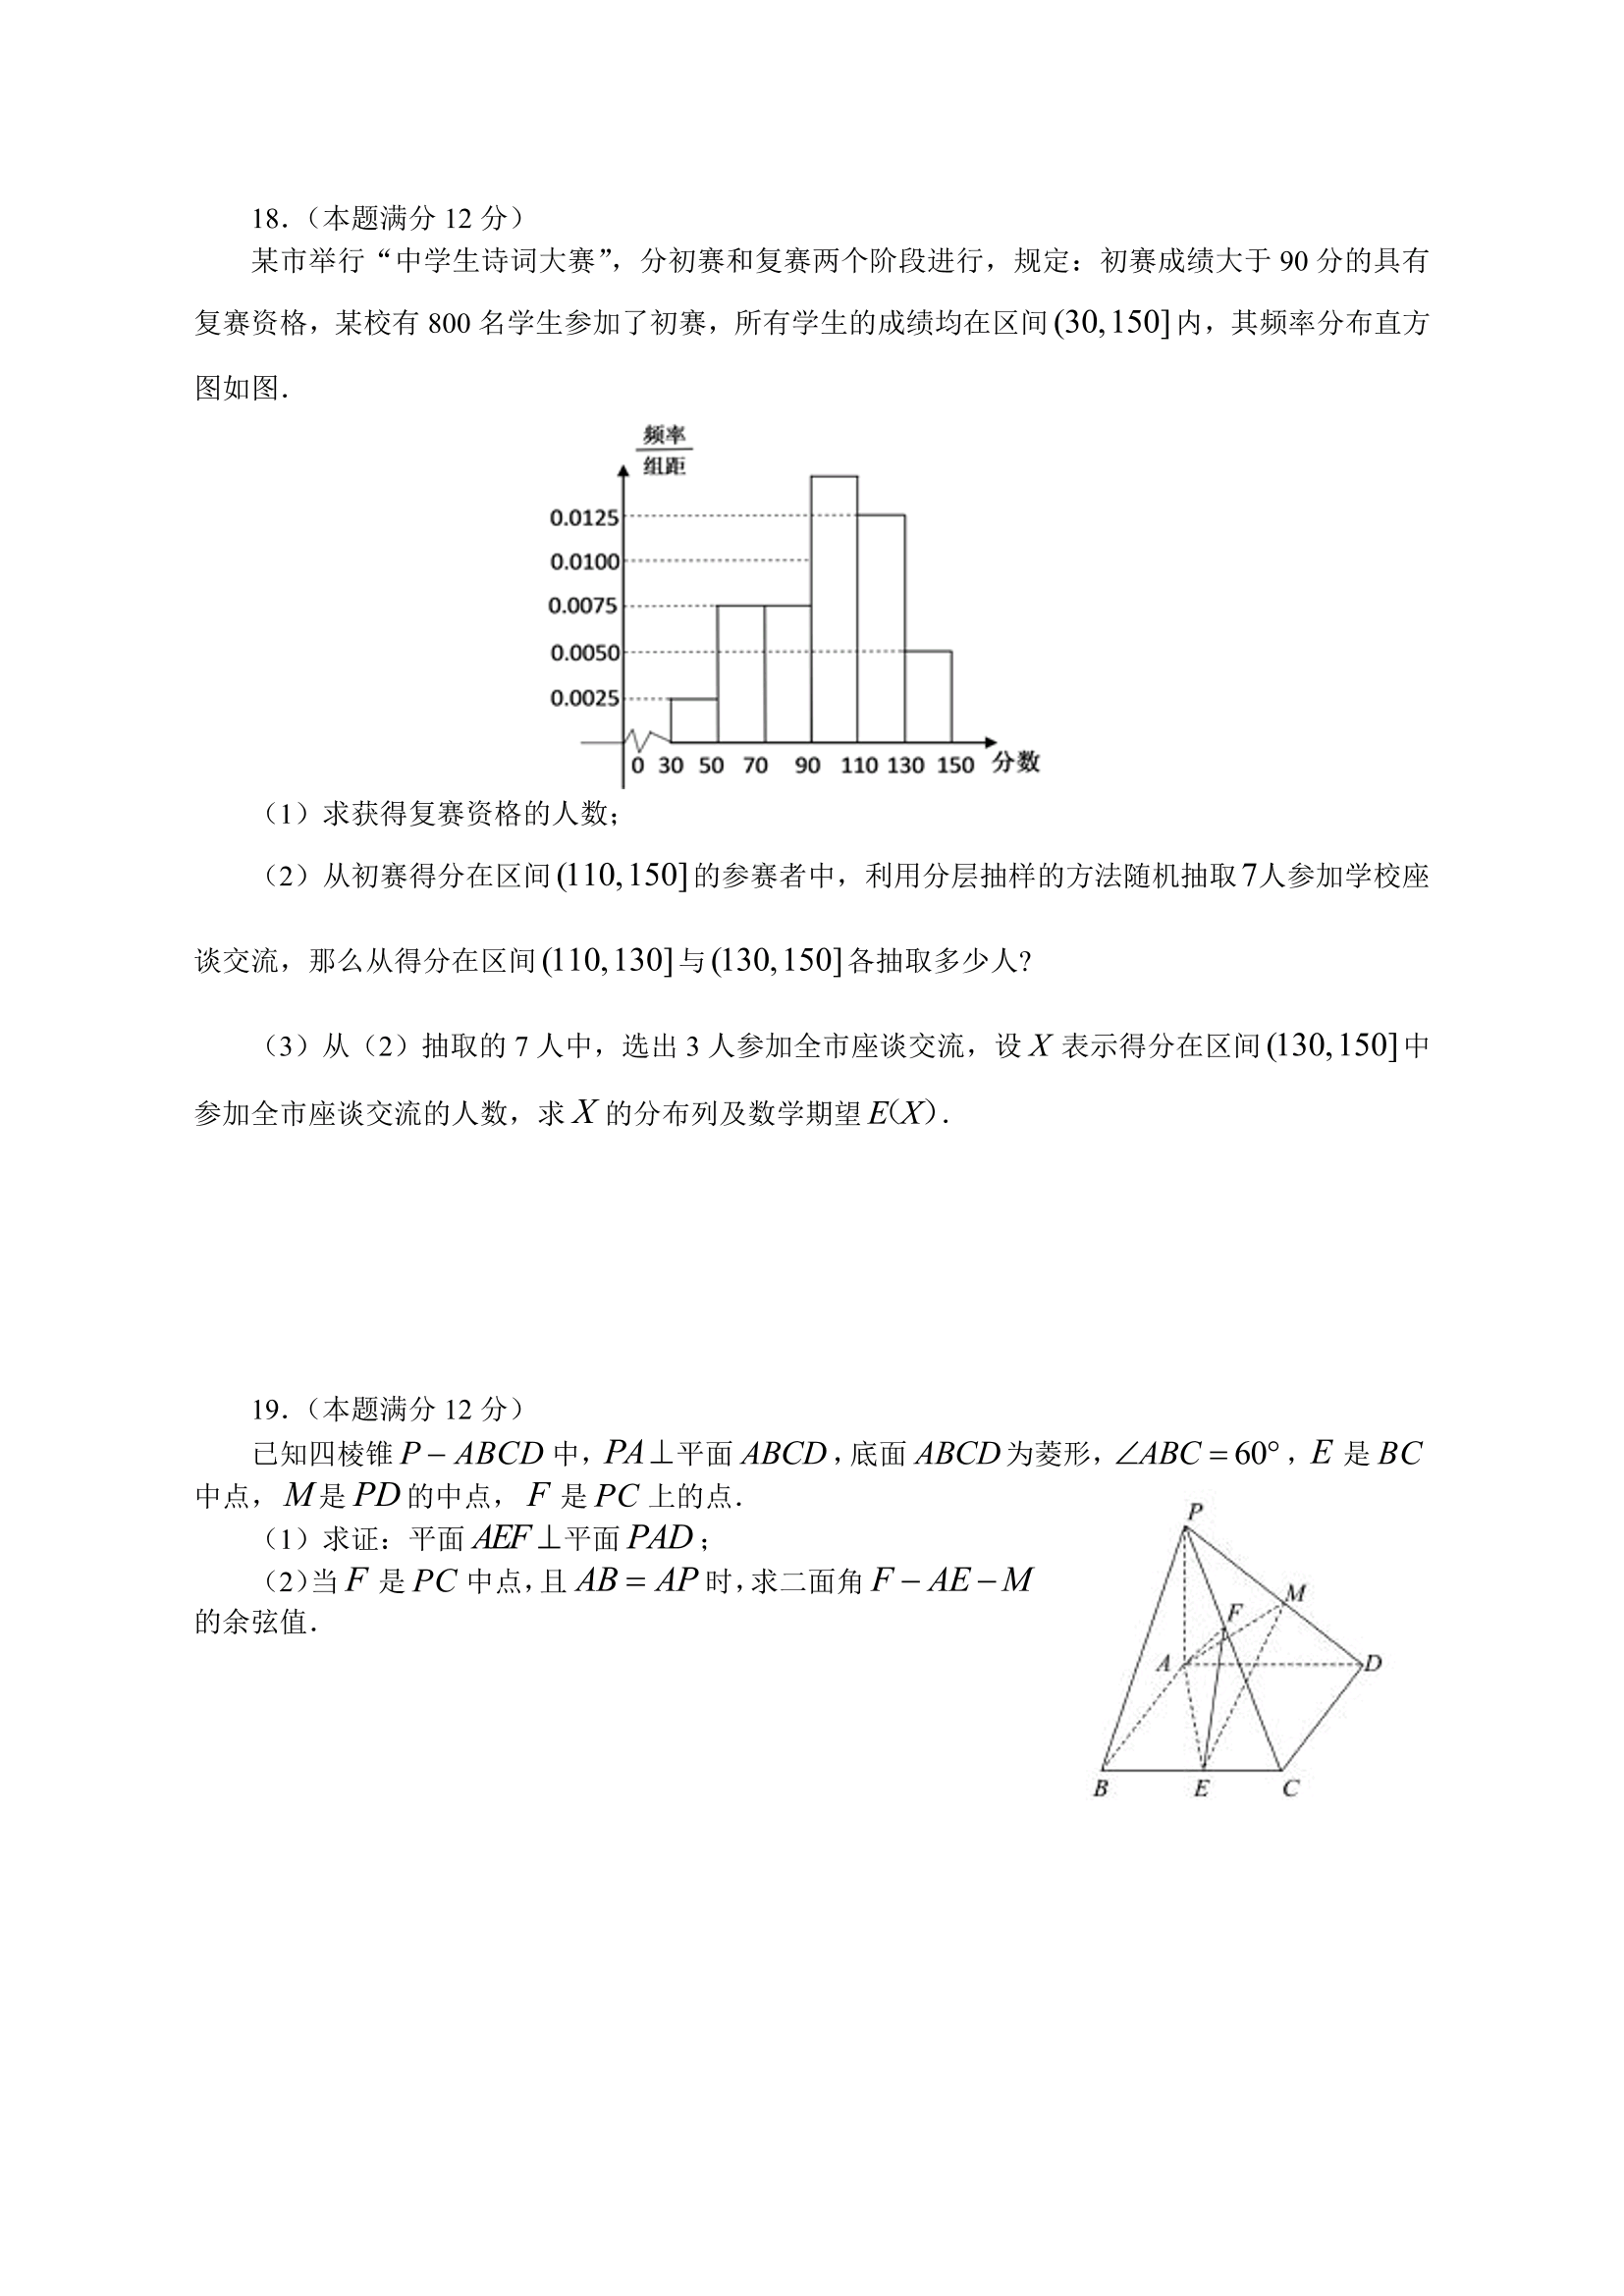 18.（本题满分 12 分）
某市举行“中学生诗词大赛”，分初赛和复赛两个阶段进行，规定：初赛成绩大于 90 分的具有
复赛资格，某校有 800 名学生参加了初赛，所有学生的成绩均在区间(30,150]内，其频率分布直方
图如图．
频率
组距
0.0125
0.0100
0.0075
0.0050
0.0025
0 30 50 70 90 110 130 150 分数
（1）求获得复赛资格的人数；
（2）从初赛得分在区间(110,150]的参赛者中，利用分层抽样的方法随机抽取7人参加学校座
谈交流，那么从得分在区间(110,130]与(130,150]各抽取多少人?
（3）从（2）抽取的 7 人中，选出 3 人参加全市座谈交流，设 X 表示得分在区间(130,150]中
参加全市座谈交流的人数，求 X 的分布列及数学期望 E(X)．
19.（本题满分 12 分）
已知四棱锥 P－ABCD 中，PA⊥平面 ABCD，底面 ABCD 为菱形，∠ABC＝60°，E 是 BC
中点，M 是 PD 的中点，F 是 PC 上的点．
（1）求证：平面 AEF⊥平面 PAD；
（2）当 F 是 PC 中点，且 AB＝AP 时，求二面角 F－AE－M
的余弦值．
P
M
F
A D
B E C